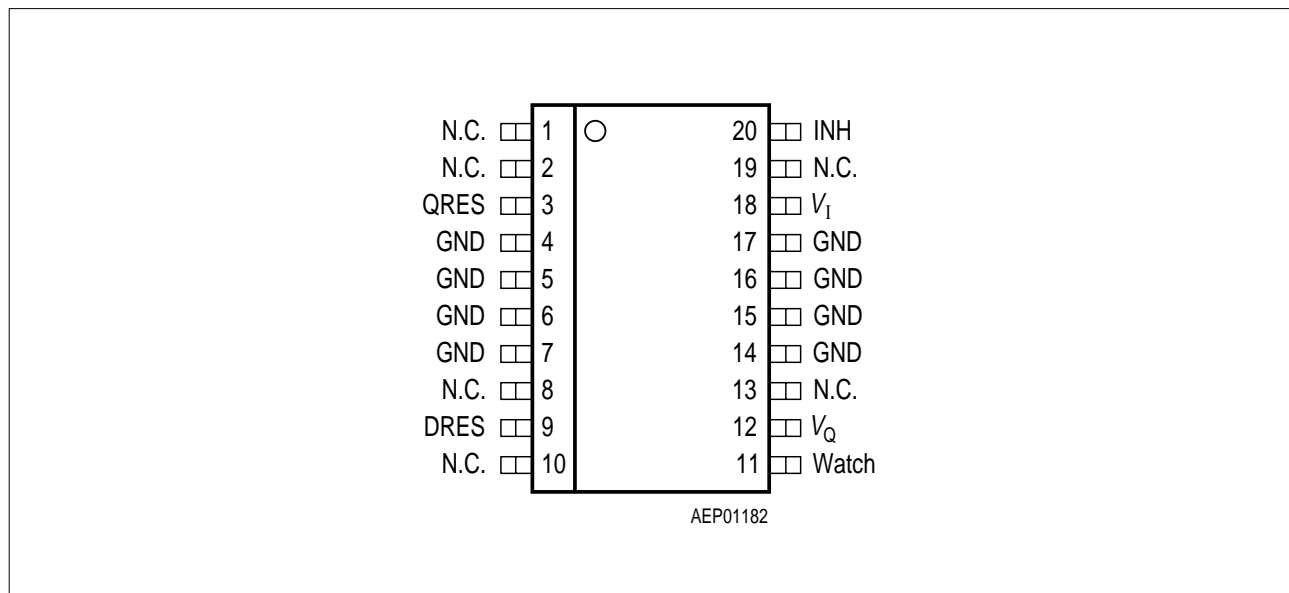 N.C. 1 20 INH
N.C. 2 19 N.C.
QRES 3 18 VI
GND 4 17 GND
GND 5 16 GND
GND 6 15 GND
GND 7 14 GND
N.C. 8 13 N.C.
DRES 9 12 VQ
N.C. 10 11 Watch
AEP01182